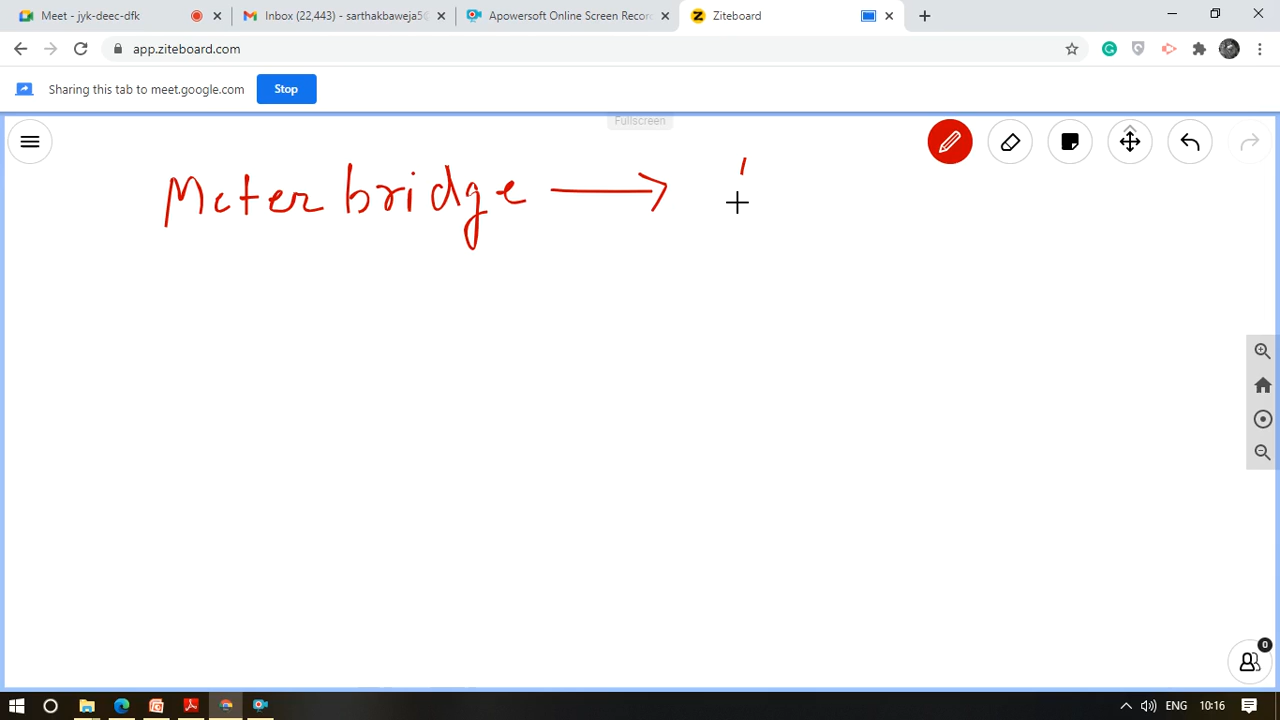 Meet - jyk-deec-dfk
Inbox (22,443) - sarthakbaweja5
Apowersoft Online Screen Recor
Ziteboard
app.ziteboard.com
Sharing this tab to meet.google.com
Stop
Fullscreen
Meter bridge →
0
ENG
10:16